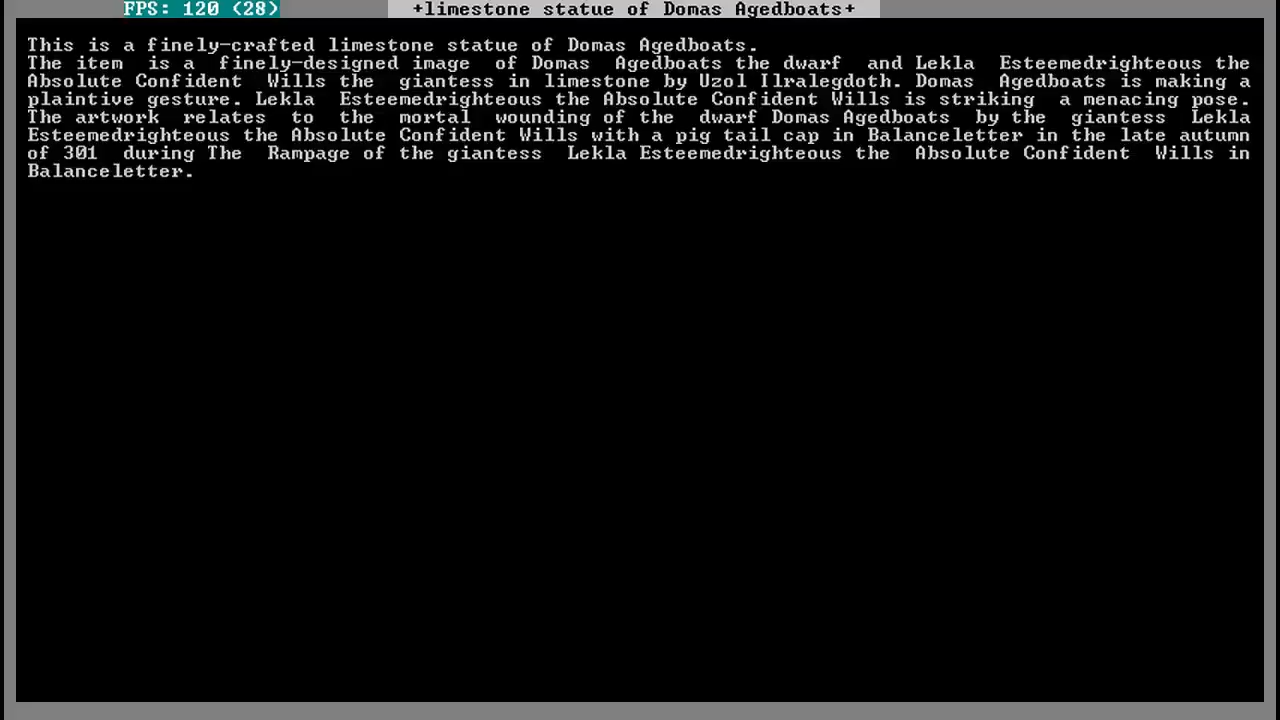 FPS: 120 (28) +limestone statue of Domas Agedboats+
This is a finely-crafted limestone statue of Domas Agedboats.
The item is a finely-designed image of Domas Agedboats the dwarf and Lekla Esteemedrighteous the
Absolute Confident Wills the giantess in limestone by Uzol Ilralegdoth. Domas Agedboats is making a
plaintive gesture. Lekla Esteemedrighteous the Absolute Confident Wills is striking a menacing pose.
The artwork relates to the mortal wounding of the dwarf Domas Agedboats by the giantess Lekla
Esteemedrighteous the Absolute Confident Wills with a pig tail cap in Balanceletter in the late autumn
of 301 during The Rampage of the giantess Lekla Esteemedrighteous the Absolute Confident Wills in
Balanceletter.